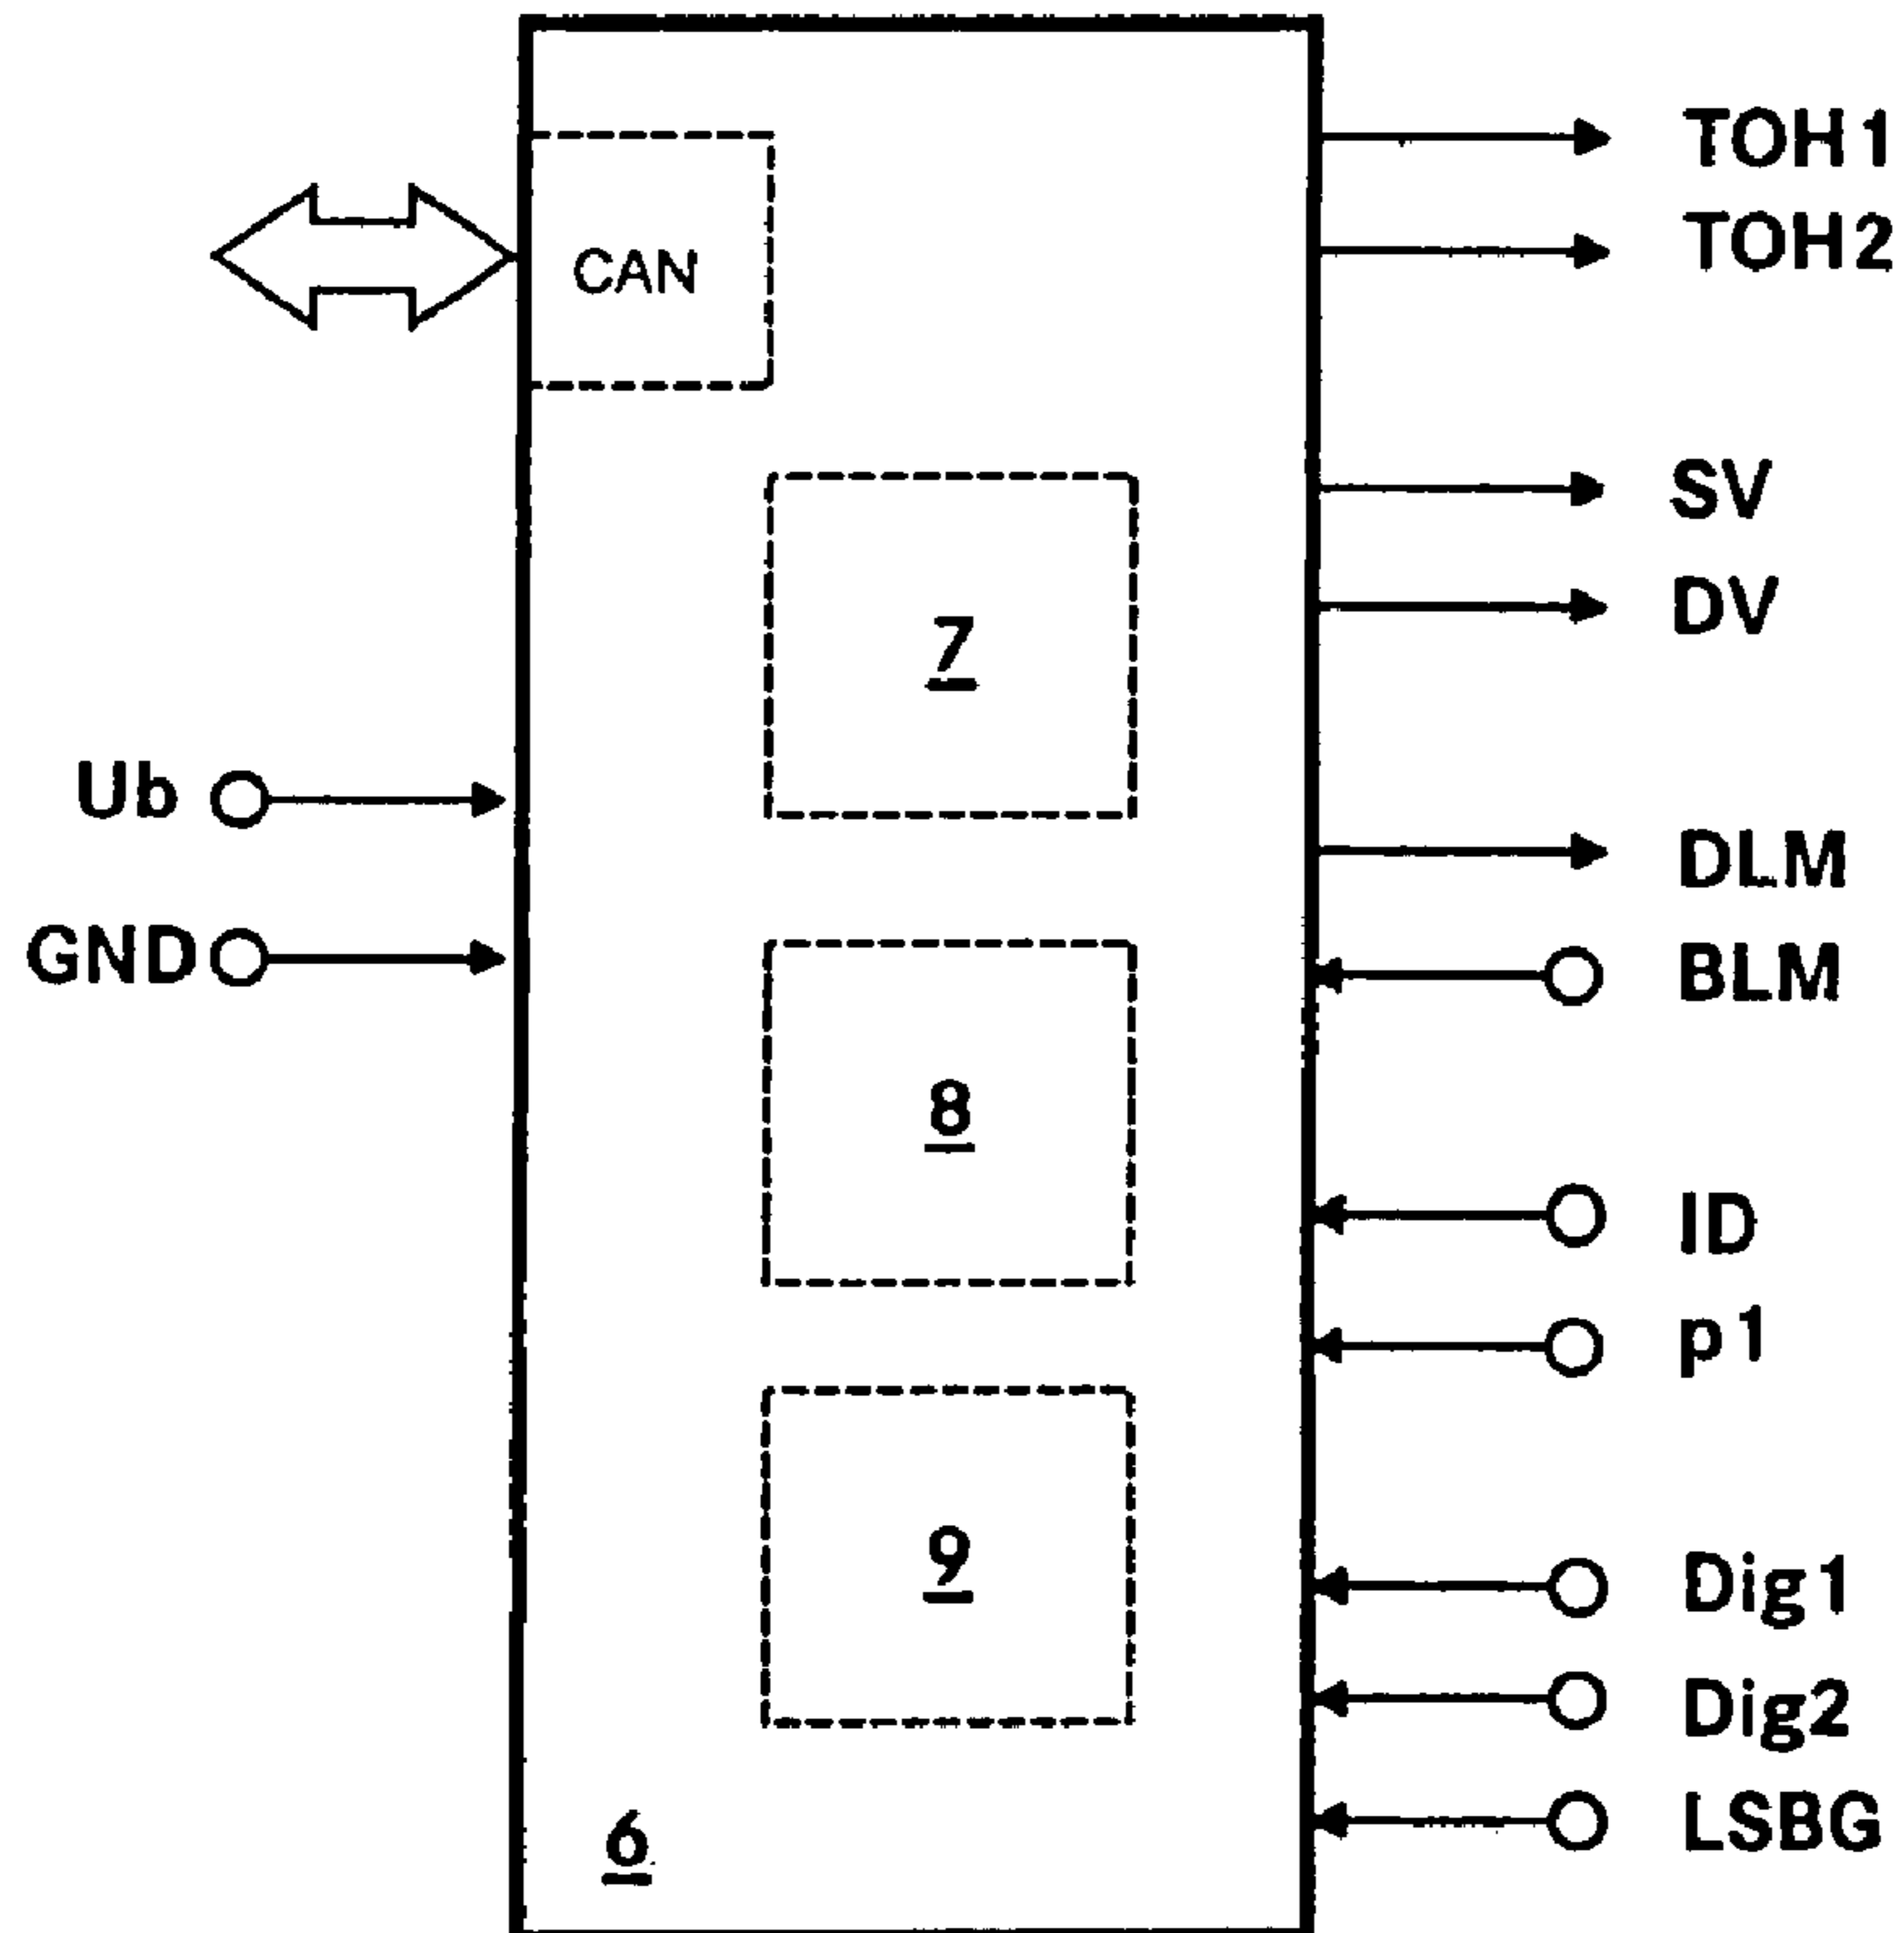 TOH1
TOH2
CAN
SV
DV
7
Ub
DLM
GND
BLM
8
ID
p1
9
Dig1
Dig2
LSBG
6